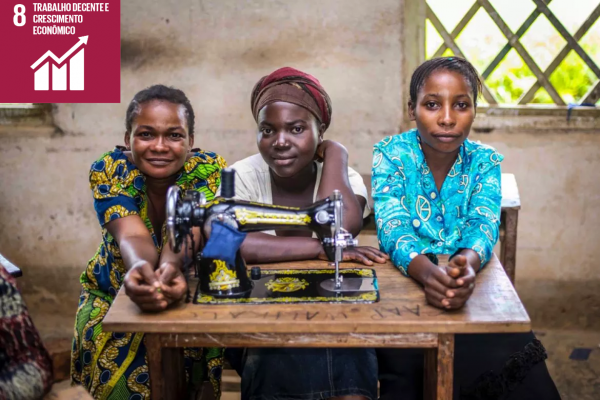 8 TRABALHO DECENTE E
CRESCIMENTO
ECONÔMICO